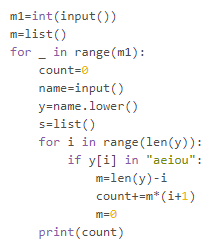 m1=int(input())
m=list()
for _ in range(m1):
    count=0
    name=input()
    y=name.lower()
    s=list()
    for i in range(len(y)):
        if y[i] in "aeiou":
            m=len(y)-i
            count+=m*(i+1)
            m=0
    print(count)